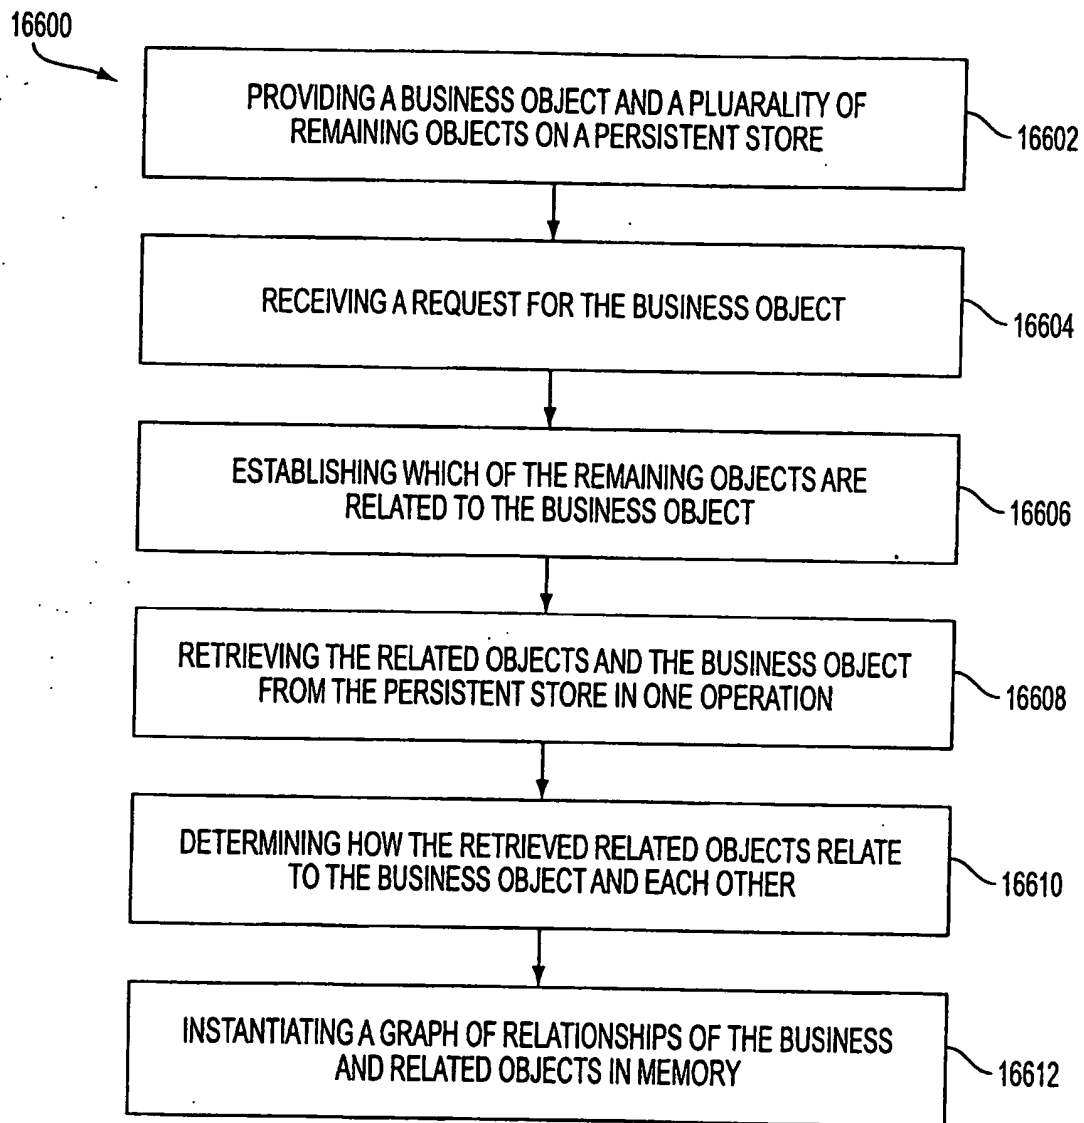 16600
PROVIDING A BUSINESS OBJECT AND A PLUARALITY OF
REMAINING OBJECTS ON A PERSISTENT STORE
16602
RECEIVING A REQUEST FOR THE BUSINESS OBJECT
16604
ESTABLISHING WHICH OF THE REMAINING OBJECTS ARE
RELATED TO THE BUSINESS OBJECT
16606
RETRIEVING THE RELATED OBJECTS AND THE BUSINESS OBJECT
FROM THE PERSISTENT STORE IN ONE OPERATION
16608
DETERMINING HOW THE RETRIEVED RELATED OBJECTS RELATE
TO THE BUSINESS OBJECT AND EACH OTHER
16610
INSTANTIATING A GRAPH OF RELATIONSHIPS OF THE BUSINESS
AND RELATED OBJECTS IN MEMORY
16612